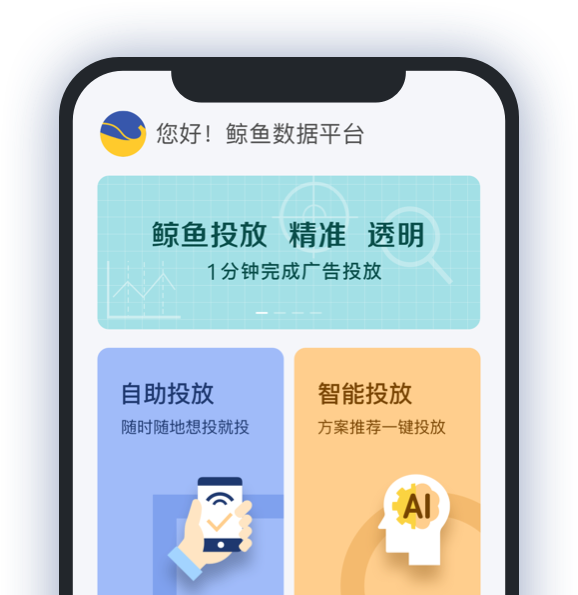 您好！鲸鱼数据平台
鲸鱼投放 精准 透明
1分钟完成广告投放
自助投放
随时随地想投就投
智能投放
方案推荐一键投放
AI